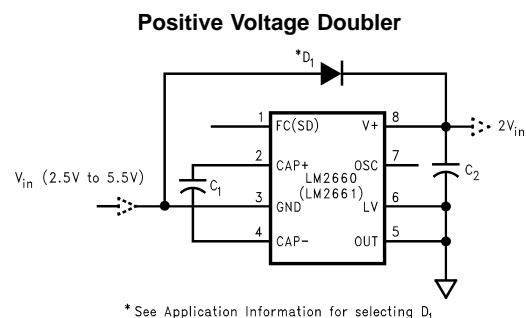 Positive Voltage Doubler
*D1
1 FC(SD) V+ 8 2Vin
2 CAP+ OSC 7
Vin (2.5V to 5.5V) C1 LM2660 C2
(LM2661)
3 GND LV 6
4 CAP- OUT 5
* See Application Information for selecting D1